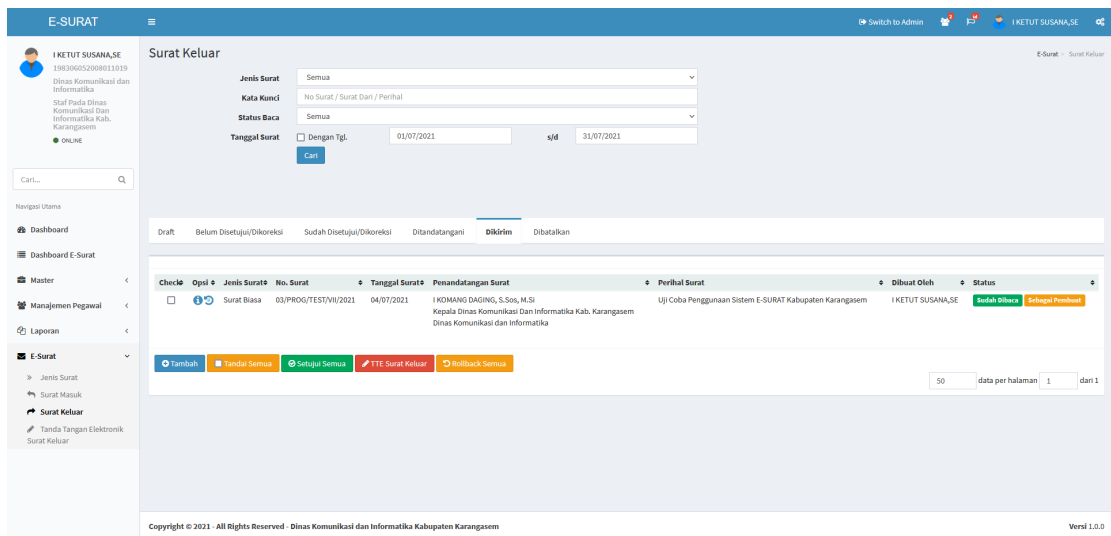 E-SURAT
Switch to Admin
I KETUT SUSANA,SE
I KETUT SUSANA,SE
198306052008011019
Dinas Komunikasi dan
Informatika
Staf Pada Dinas
Komunikasi Dan
Informatika Kab.
Karangasem
ONLINE
Cari...
Navigasi Utama
Dashboard
Dashboard E-Surat
Master
Manajemen Pegawai
Laporan
E-Surat
Jenis Surat
Surat Masuk
Surat Keluar
Tanda Tangan Elektronik
Surat Keluar
Surat Keluar
E-Surat > Surat Keluar
Jenis Surat Semua
Kata Kunci No Surat / Surat Dari / Perihal
Status Baca Semua
Tanggal Surat Dengan Tgl. 01/07/2021 s/d 31/07/2021
Cari
Draft Belum Disetujui/Dikoreksi Sudah Disetujui/Dikoreksi Ditandatangani Dikirim Dibatalkan
Check Opsi Jenis Surat No. Surat Tanggal Surat Penandatangan Surat Perihal Surat Dibuat Oleh Status
Surat Biasa 03/PROG/TEST/VII/2021 04/07/2021 I KOMANG DAGING, S.Sos, M.Si Uji Coba Penggunaan Sistem E-SURAT Kabupaten Karangasem I KETUT SUSANA,SE Sudah Dibaca Sebagai Pembuat
Kepala Dinas Komunikasi Dan Informatika Kab. Karangasem
Dinas Komunikasi dan Informatika
Tambah Tandai Semua Setujui Semua TTE Surat Keluar Rollback Semua
50 data per halaman 1 dari 1
Copyright © 2021 - All Rights Reserved - Dinas Komunikasi dan Informatika Kabupaten Karangasem
Versi 1.0.0